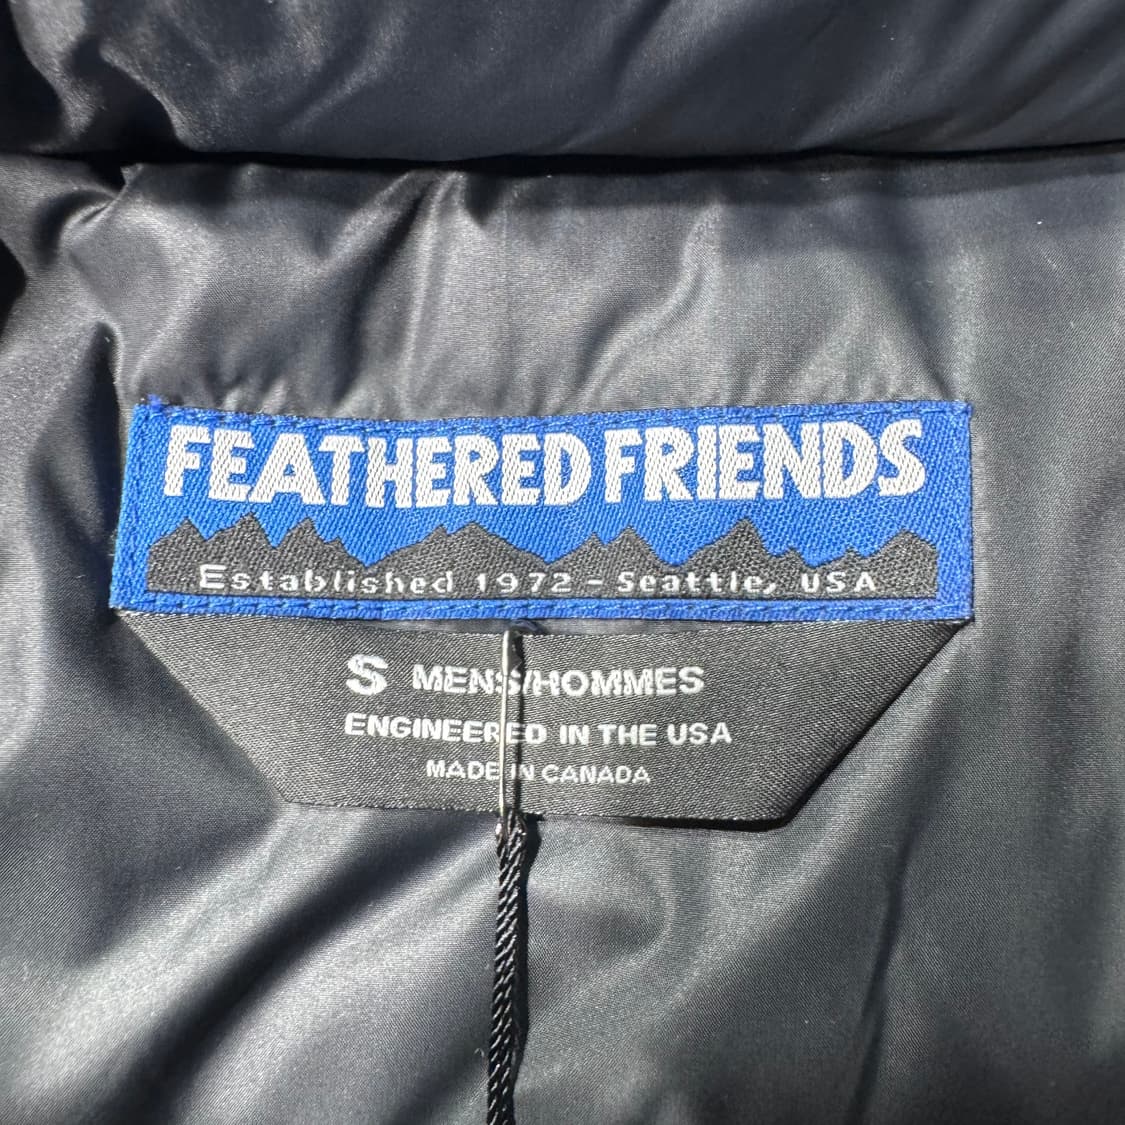 FEATHERED FRIENDS
Established 1972 - Seattle, USA
S MENS/HOMMES
ENGINEERED IN THE USA
MADE IN CANADA